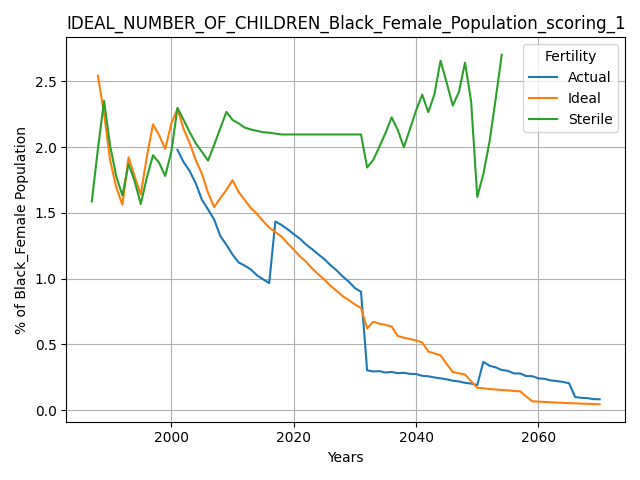 IDEAL_NUMBER_OF_CHILDREN_Black_Female_Population_scoring_1
Fertility
Actual
Ideal
Sterile
% of Black_Female Population
2.5
2.0
1.5
1.0
0.5
0.0
2000
2020
2040
2060
Years